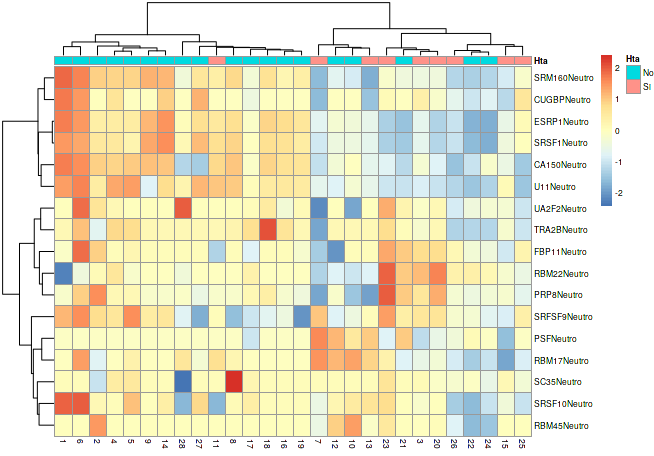 Hta
Hta
No
SI
2
1
0
-1
-2
SRM160Neutro
CUGBPNeutro
ESRP1Neutro
SRSF1Neutro
CA150Neutro
U11Neutro
UA2F2Neutro
TRA2BNeutro
FBP11Neutro
RBM22Neutro
PRP8Neutro
SRFSF9Neutro
PSFNeutro
RBM17Neutro
SC35Neutro
SRSF10Neutro
RBM45Neutro
1 6 2 4 5 9 14 28 27 11 8 17 18 16 19 7 12 10 13 23 21 3 20 26 22 24 15 25